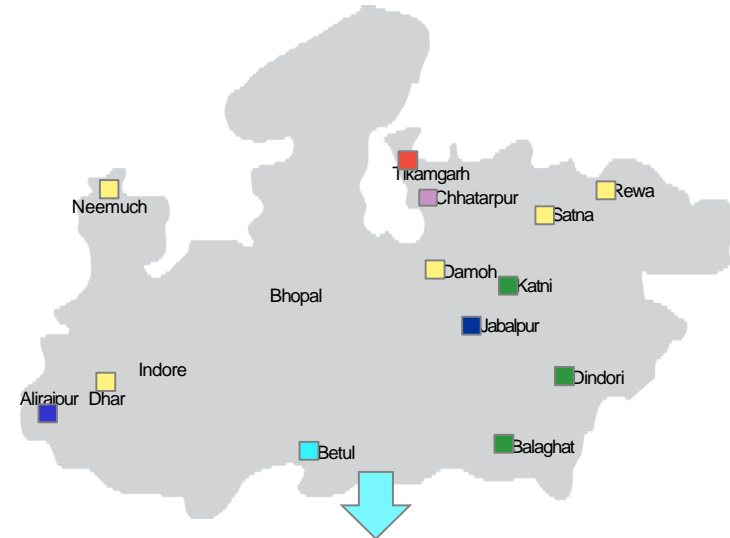 Tikamgarh
Rewa
Chhatarpur
Neemuch
Satna
Damoh
Katni
Bhopal
Jabalpur
Indore
Dindori
Alirajpur
Dhar
Balaghat
Betul